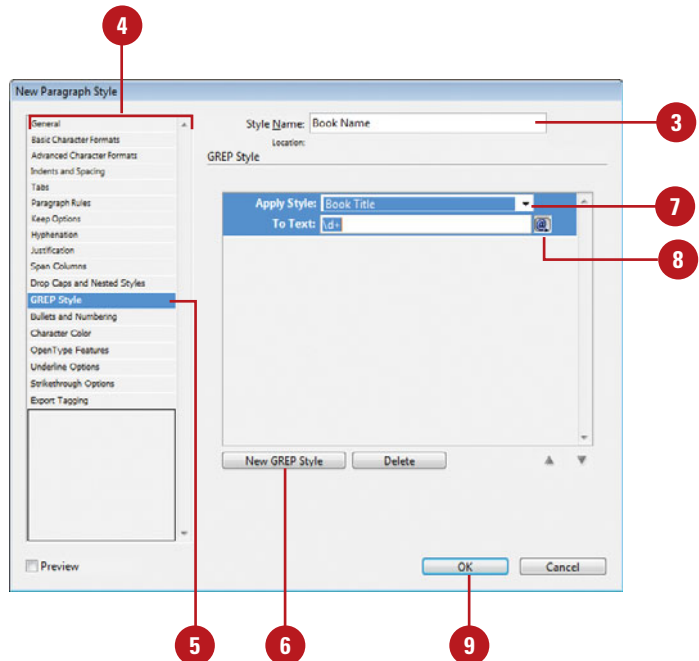 4
New Paragraph Style
General
Basic Character Formats
Advanced Character Formats
Indents and Spacing
Tabs
Paragraph Rules
Keep Options
Hyphenation
Justification
Span Columns
Drop Caps and Nested Styles
GREP Style
Bullets and Numbering
Character Color
OpenType Features
Underline Options
Strikethrough Options
Export Tagging
Style Name: Book Name
3
Location:
GREP Style
Apply Style: Book Title
7
To Text: \d+
@
8
New GREP Style
Delete
Preview
OK
Cancel
5
6
9